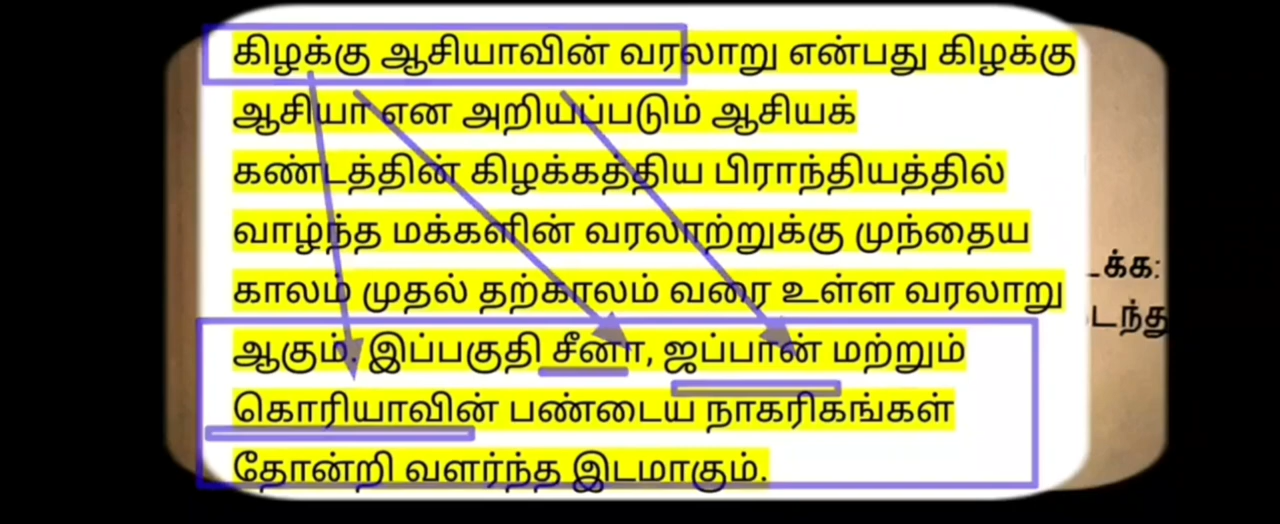 கிழக்கு ஆசியாவின் வரலாறு என்பது கிழக்கு
ஆசியா என அறியப்படும் ஆசியக்
கண்டத்தின் கிழக்கத்திய பிராந்தியத்தில்
வாழ்ந்த மக்களின் வரலாற்றுக்கு முந்தைய
காலம் முதல் தற்காலம் வரை உள்ள வரலாறு
ஆகும். இப்பகுதி சீனா, ஜப்பான் மற்றும்
கொரியாவின் பண்டைய நாகரிகங்கள்
தோன்றி வளர்ந்த இடமாகும்.